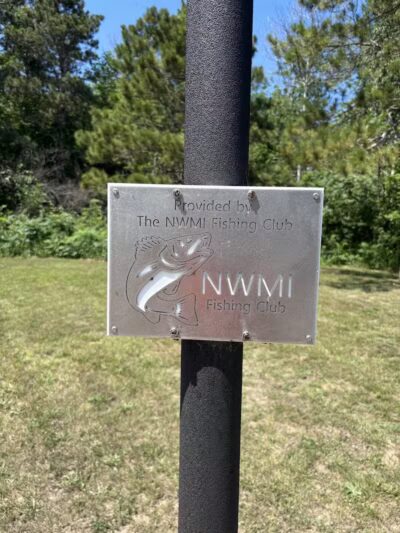 Provided by
The NWMI Fishing Club
NWMI
Fishing Club